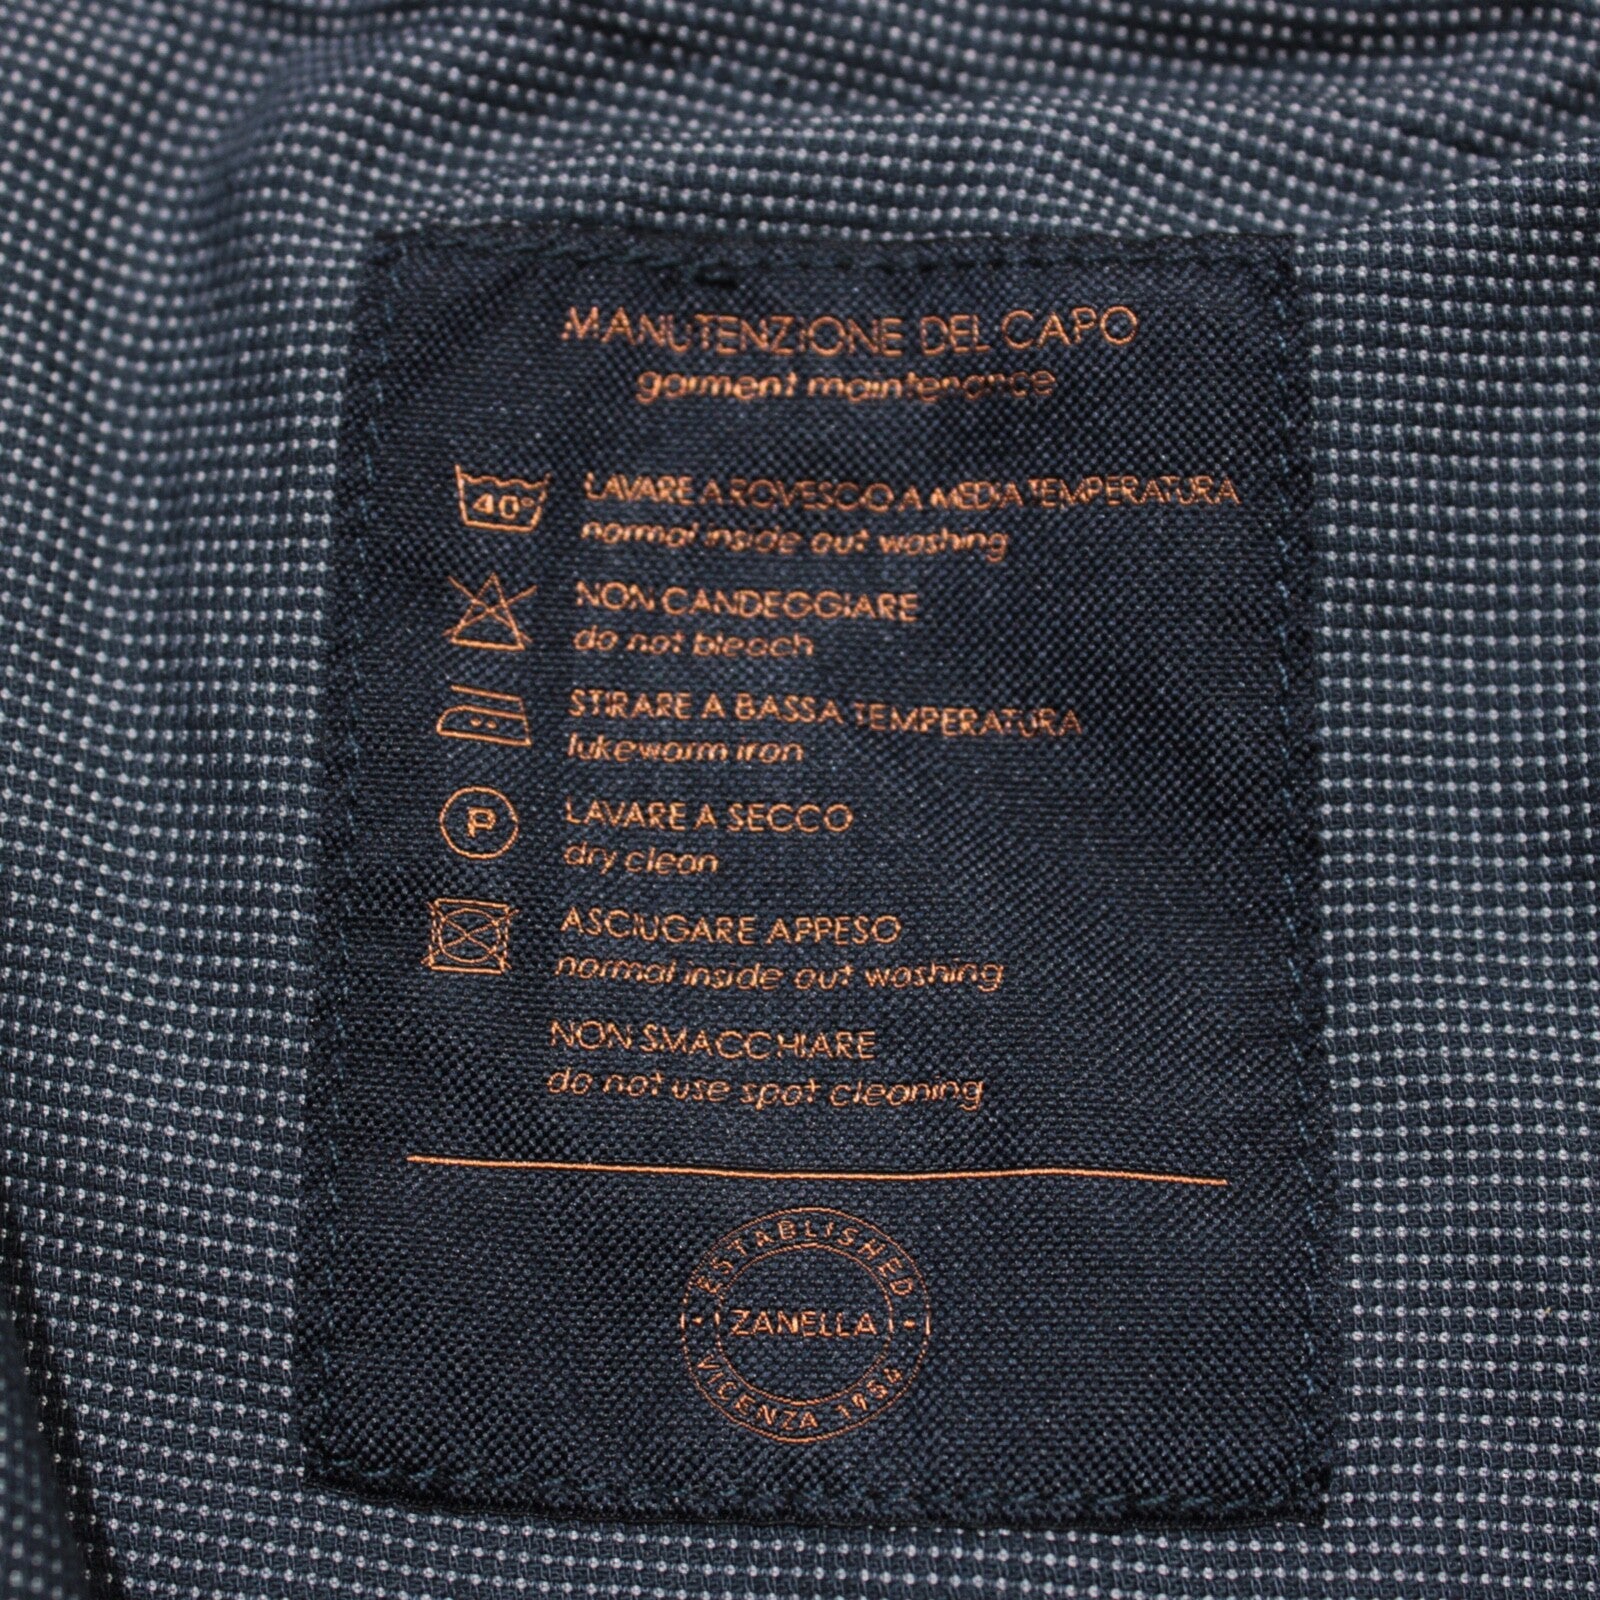 MANUTENZIONE DEL CAPO
garment maintenance
40°
LAVARE A ROVESCIO A MEDIA TEMPERATURA
normal inside out washing
NON CANDEGGIARE
do not bleach
STIRARE A BASSA TEMPERATURA
lukewarm iron
P
LAVARE A SECCO
dry clean
ASCIUGARE APPESO
normal inside out washing
NON SMACCHIARE
do not use spot cleaning
ESTABLISHED
ZANELLA
VICENZA 1954